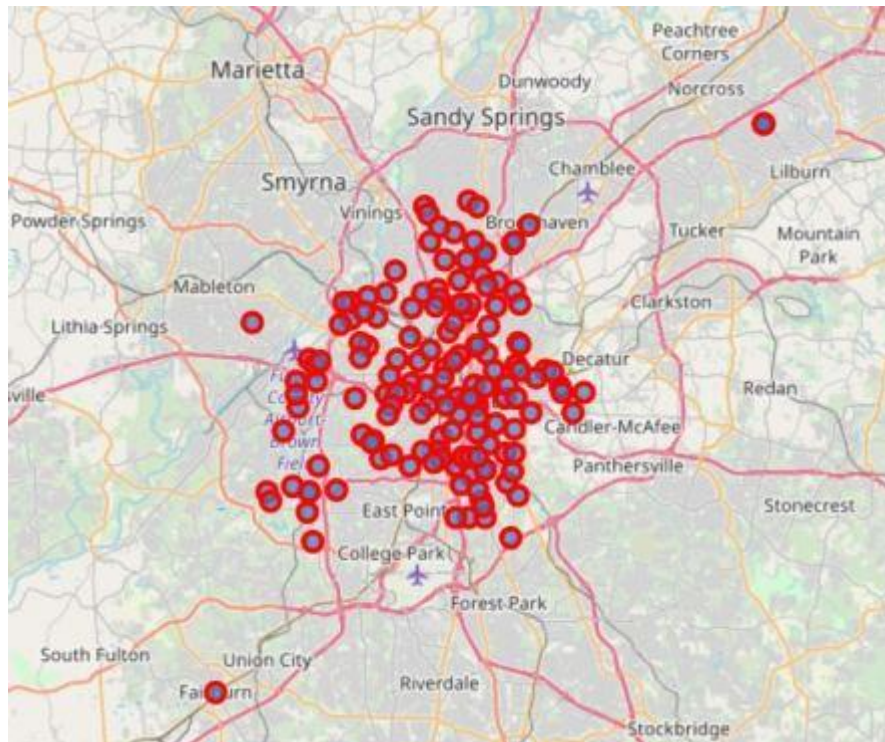 Peachtree
Corners
Marietta
Dunwoody
Norcross
Sandy Springs
Chamblee
Lilburn
Smyrna
Vinings
Powder Springs
Tucker
Mountain
Park
Mableton
Clarkston
Lithia Springs
Decatur
Redan
Candler-McAfee
Panthersville
Stonecrest
East Point
College Park
Forest Park
South Fulton
Union City
Riverdale
Stockbridge